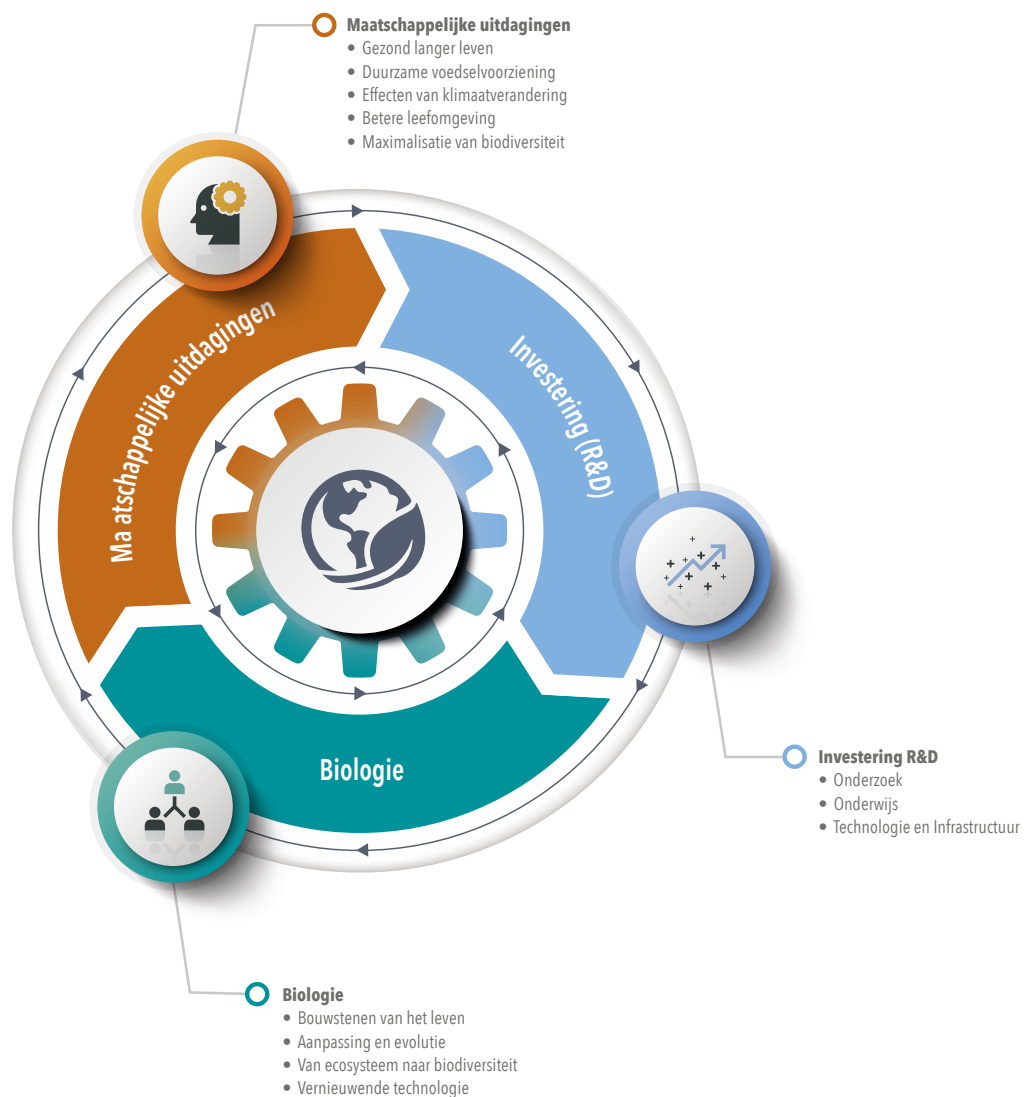 Maatschappelijke uitdagingen
• Gezond langer leven
• Duurzame voedselvoorziening
• Effecten van klimaatverandering
• Betere leefomgeving
• Maximalisatie van biodiversiteit
Ma atschappelijke uitdagingen
Investering (R&D)
Biologie
Investering R&D
• Onderzoek
• Onderwijs
• Technologie en Infrastructuur
Biologie
• Bouwstenen van het leven
• Aanpassing en evolutie
• Van ecosysteem naar biodiversiteit
• Vernieuwende technologie